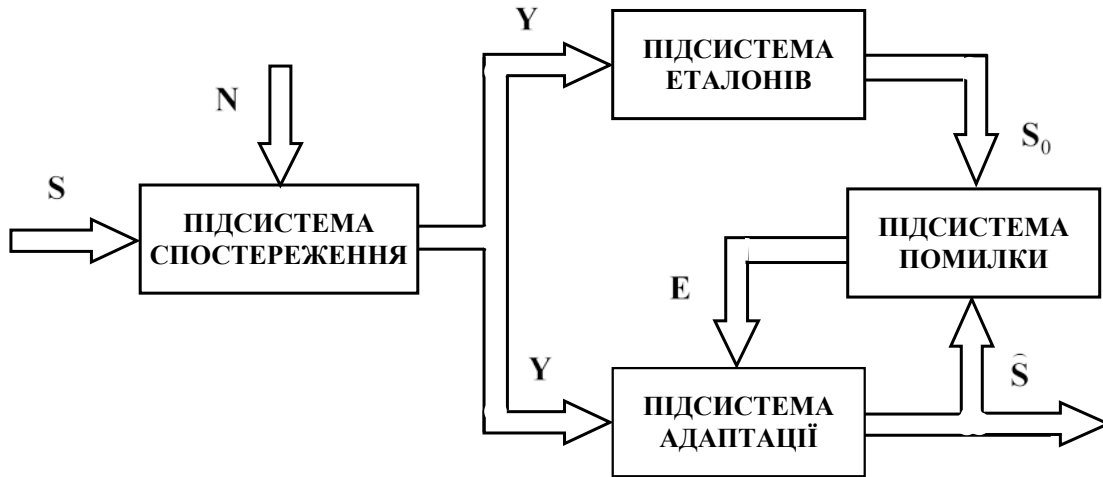 Y
ПІДСИСТЕМА
ЕТАЛОНІВ
N
S₀
S
ПІДСИСТЕМА
СПОСТЕРЕЖЕННЯ
ПІДСИСТЕМА
ПОМИЛКИ
E
Y
ПІДСИСТЕМА
АДАПТАЦІЇ
Ŝ